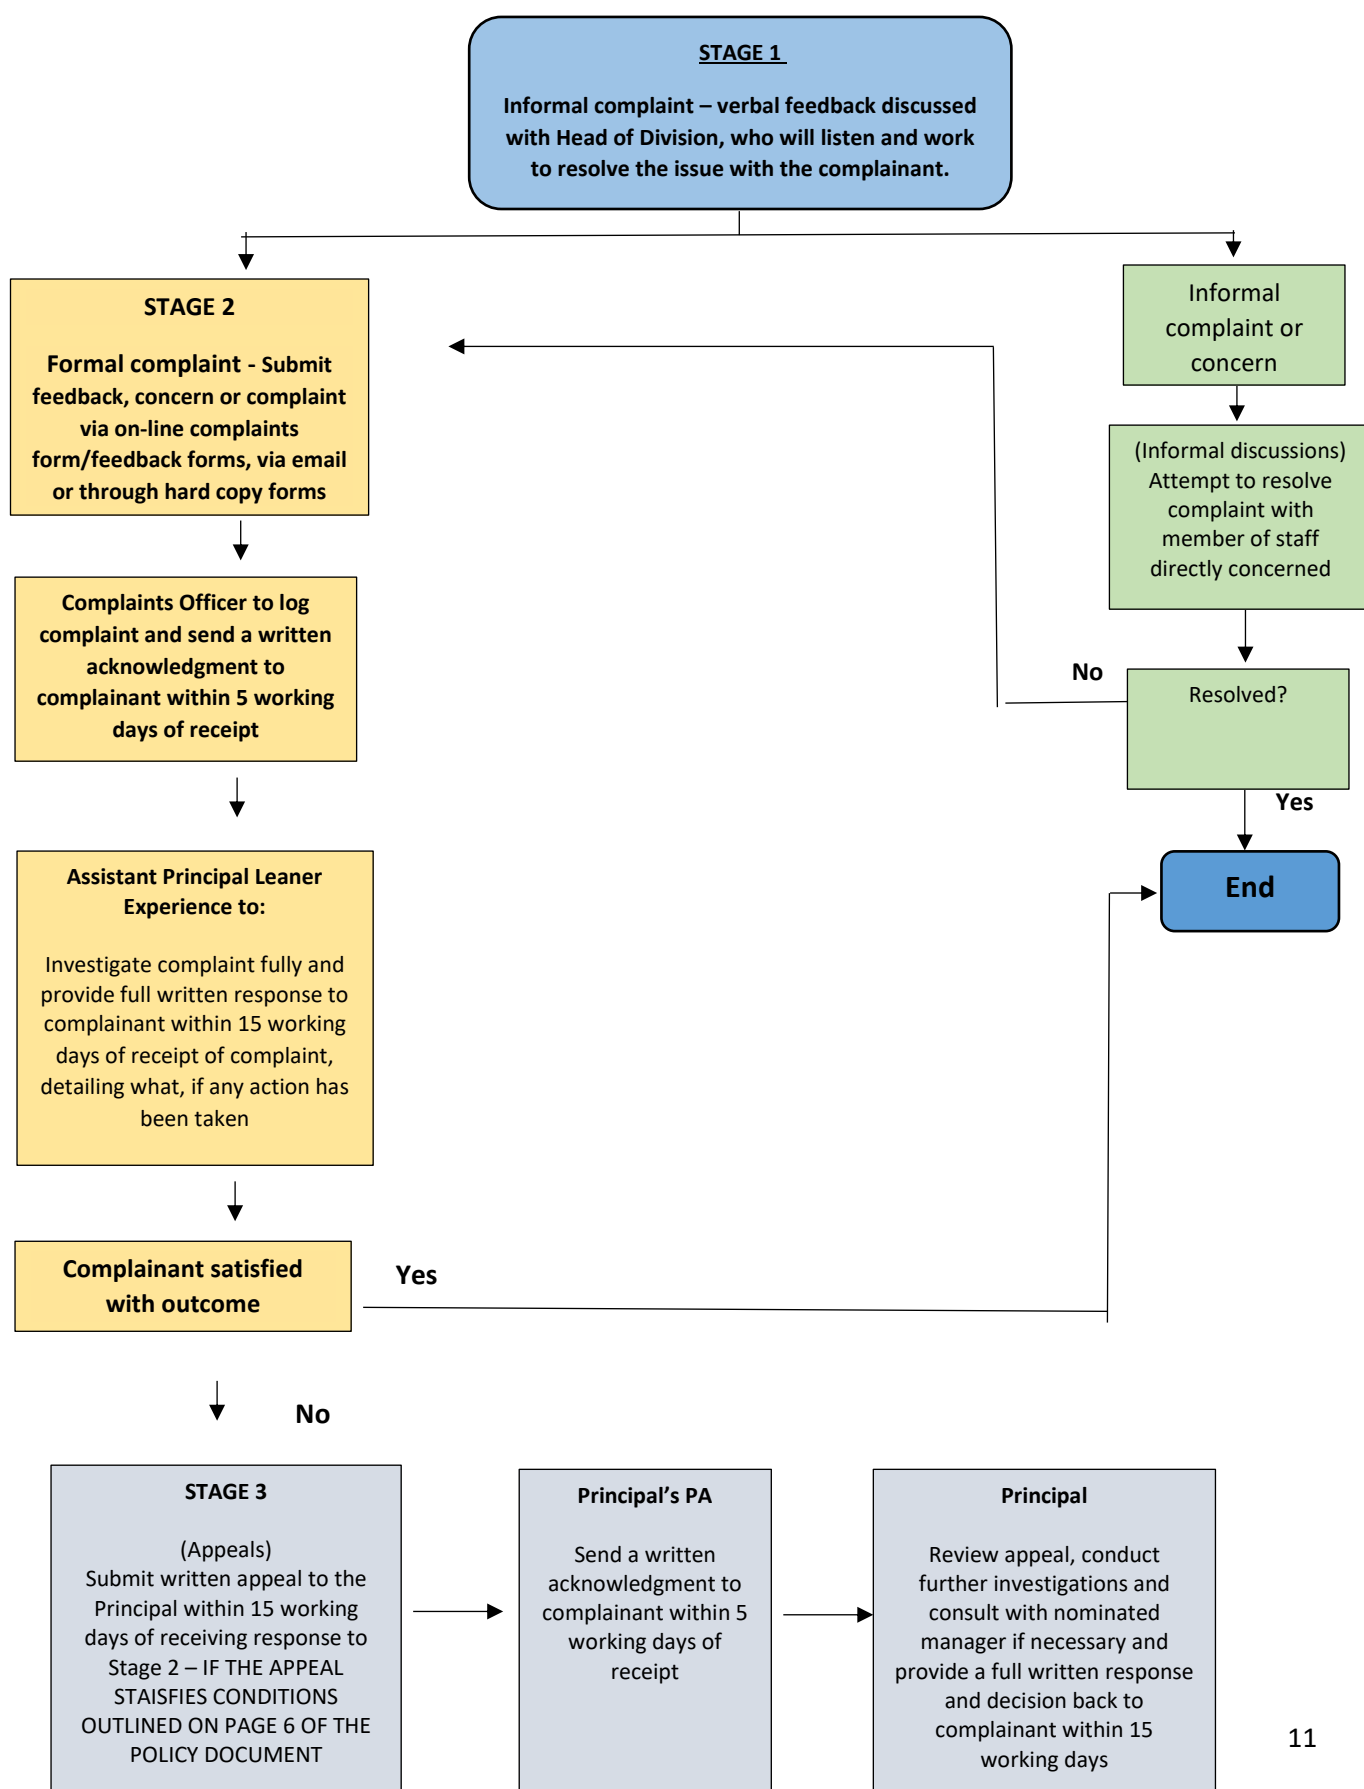 STAGE 1
Informal complaint – verbal feedback discussed
with Head of Division, who will listen and work
to resolve the issue with the complainant.
STAGE 2
Formal complaint - Submit
feedback, concern or complaint
via on-line complaints
form/feedback forms, via email
or through hard copy forms
Informal
complaint or
concern
(Informal discussions)
Attempt to resolve
complaint with
member of staff
directly concerned
Complaints Officer to log
complaint and send a written
acknowledgment to
complainant within 5 working
days of receipt
No
Resolved?
Yes
End
Assistant Principal Leaner
Experience to:
Investigate complaint fully and
provide full written response to
complainant within 15 working
days of receipt of complaint,
detailing what, if any action has
been taken
Complainant satisfied
with outcome
Yes
No
STAGE 3
(Appeals)
Submit written appeal to the
Principal within 15 working
days of receiving response to
Stage 2 – IF THE APPEAL
STAISFIES CONDITIONS
OUTLINED ON PAGE 6 OF THE
POLICY DOCUMENT
Principal’s PA
Send a written
acknowledgment to
complainant within 5
working days of
receipt
Principal
Review appeal, conduct
further investigations and
consult with nominated
manager if necessary and
provide a full written response
and decision back to
complainant within 15
working days
11